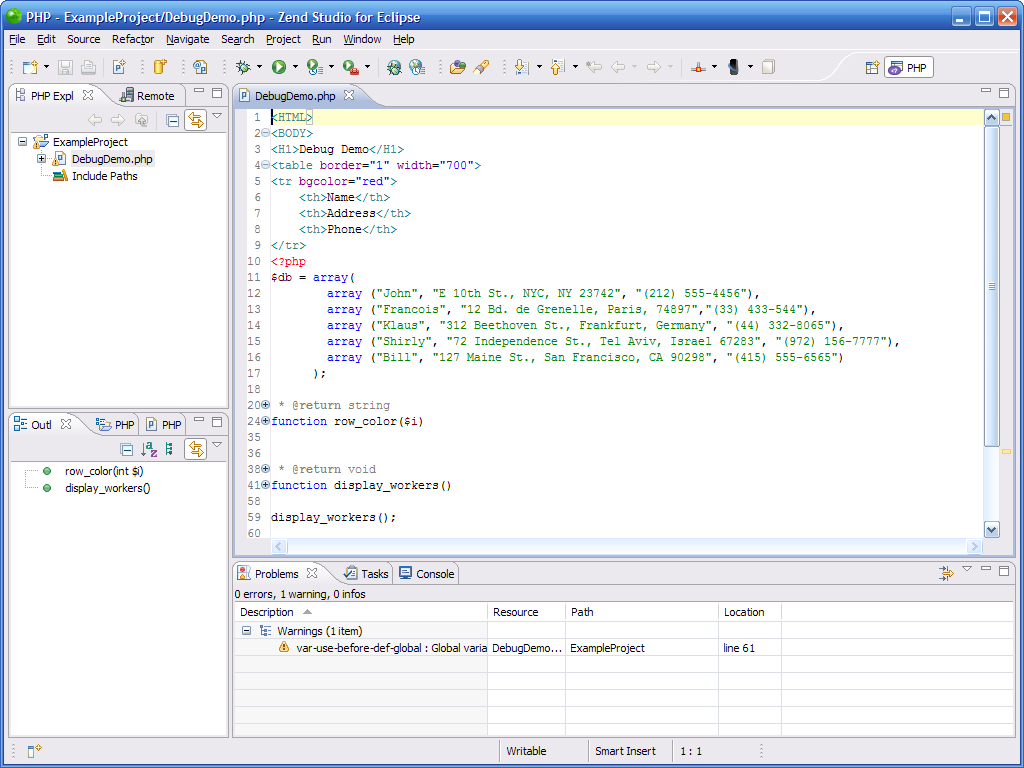 PHP - ExampleProject/DebugDemo.php - Zend Studio for Eclipse
File Edit Source Refactor Navigate Search Project Run Window Help
PHP
PHP Expl Remote
ExampleProject
DebugDemo.php
Include Paths
Outl PHP PHP
row_color(int $i)
display_workers()
DebugDemo.php
1 <HTML>
2 <BODY>
3 <H1>Debug Demo</H1>
4 <table border="1" width="700">
5 <tr bgcolor="red">
6 <th>Name</th>
7 <th>Address</th>
8 <th>Phone</th>
9 </tr>
10 <?php
11 $db = array(
12 array ("John", "E 10th St., NYC, NY 23742", "(212) 555-4456"),
13 array ("Francois", "12 Bd. de Grenelle, Paris, 74897","(33) 433-544"),
14 array ("Klaus", "312 Beethoven St., Frankfurt, Germany", "(44) 332-8065"),
15 array ("Shirly", "72 Independence St., Tel Aviv, Israel 67283", "(972) 156-7777"),
16 array ("Bill", "127 Maine St., San Francisco, CA 90298", "(415) 555-6565")
17 );
18
20 * @return string
24 function row_color($i)
35
36
38 * @return void
41 function display_workers()
58
59 display_workers();
60
Problems Tasks Console
0 errors, 1 warning, 0 infos
Description Resource Path Location
Warnings (1 item)
var-use-before-def-global : Global varia DebugDemo... ExampleProject line 61
Writable Smart Insert 1 : 1